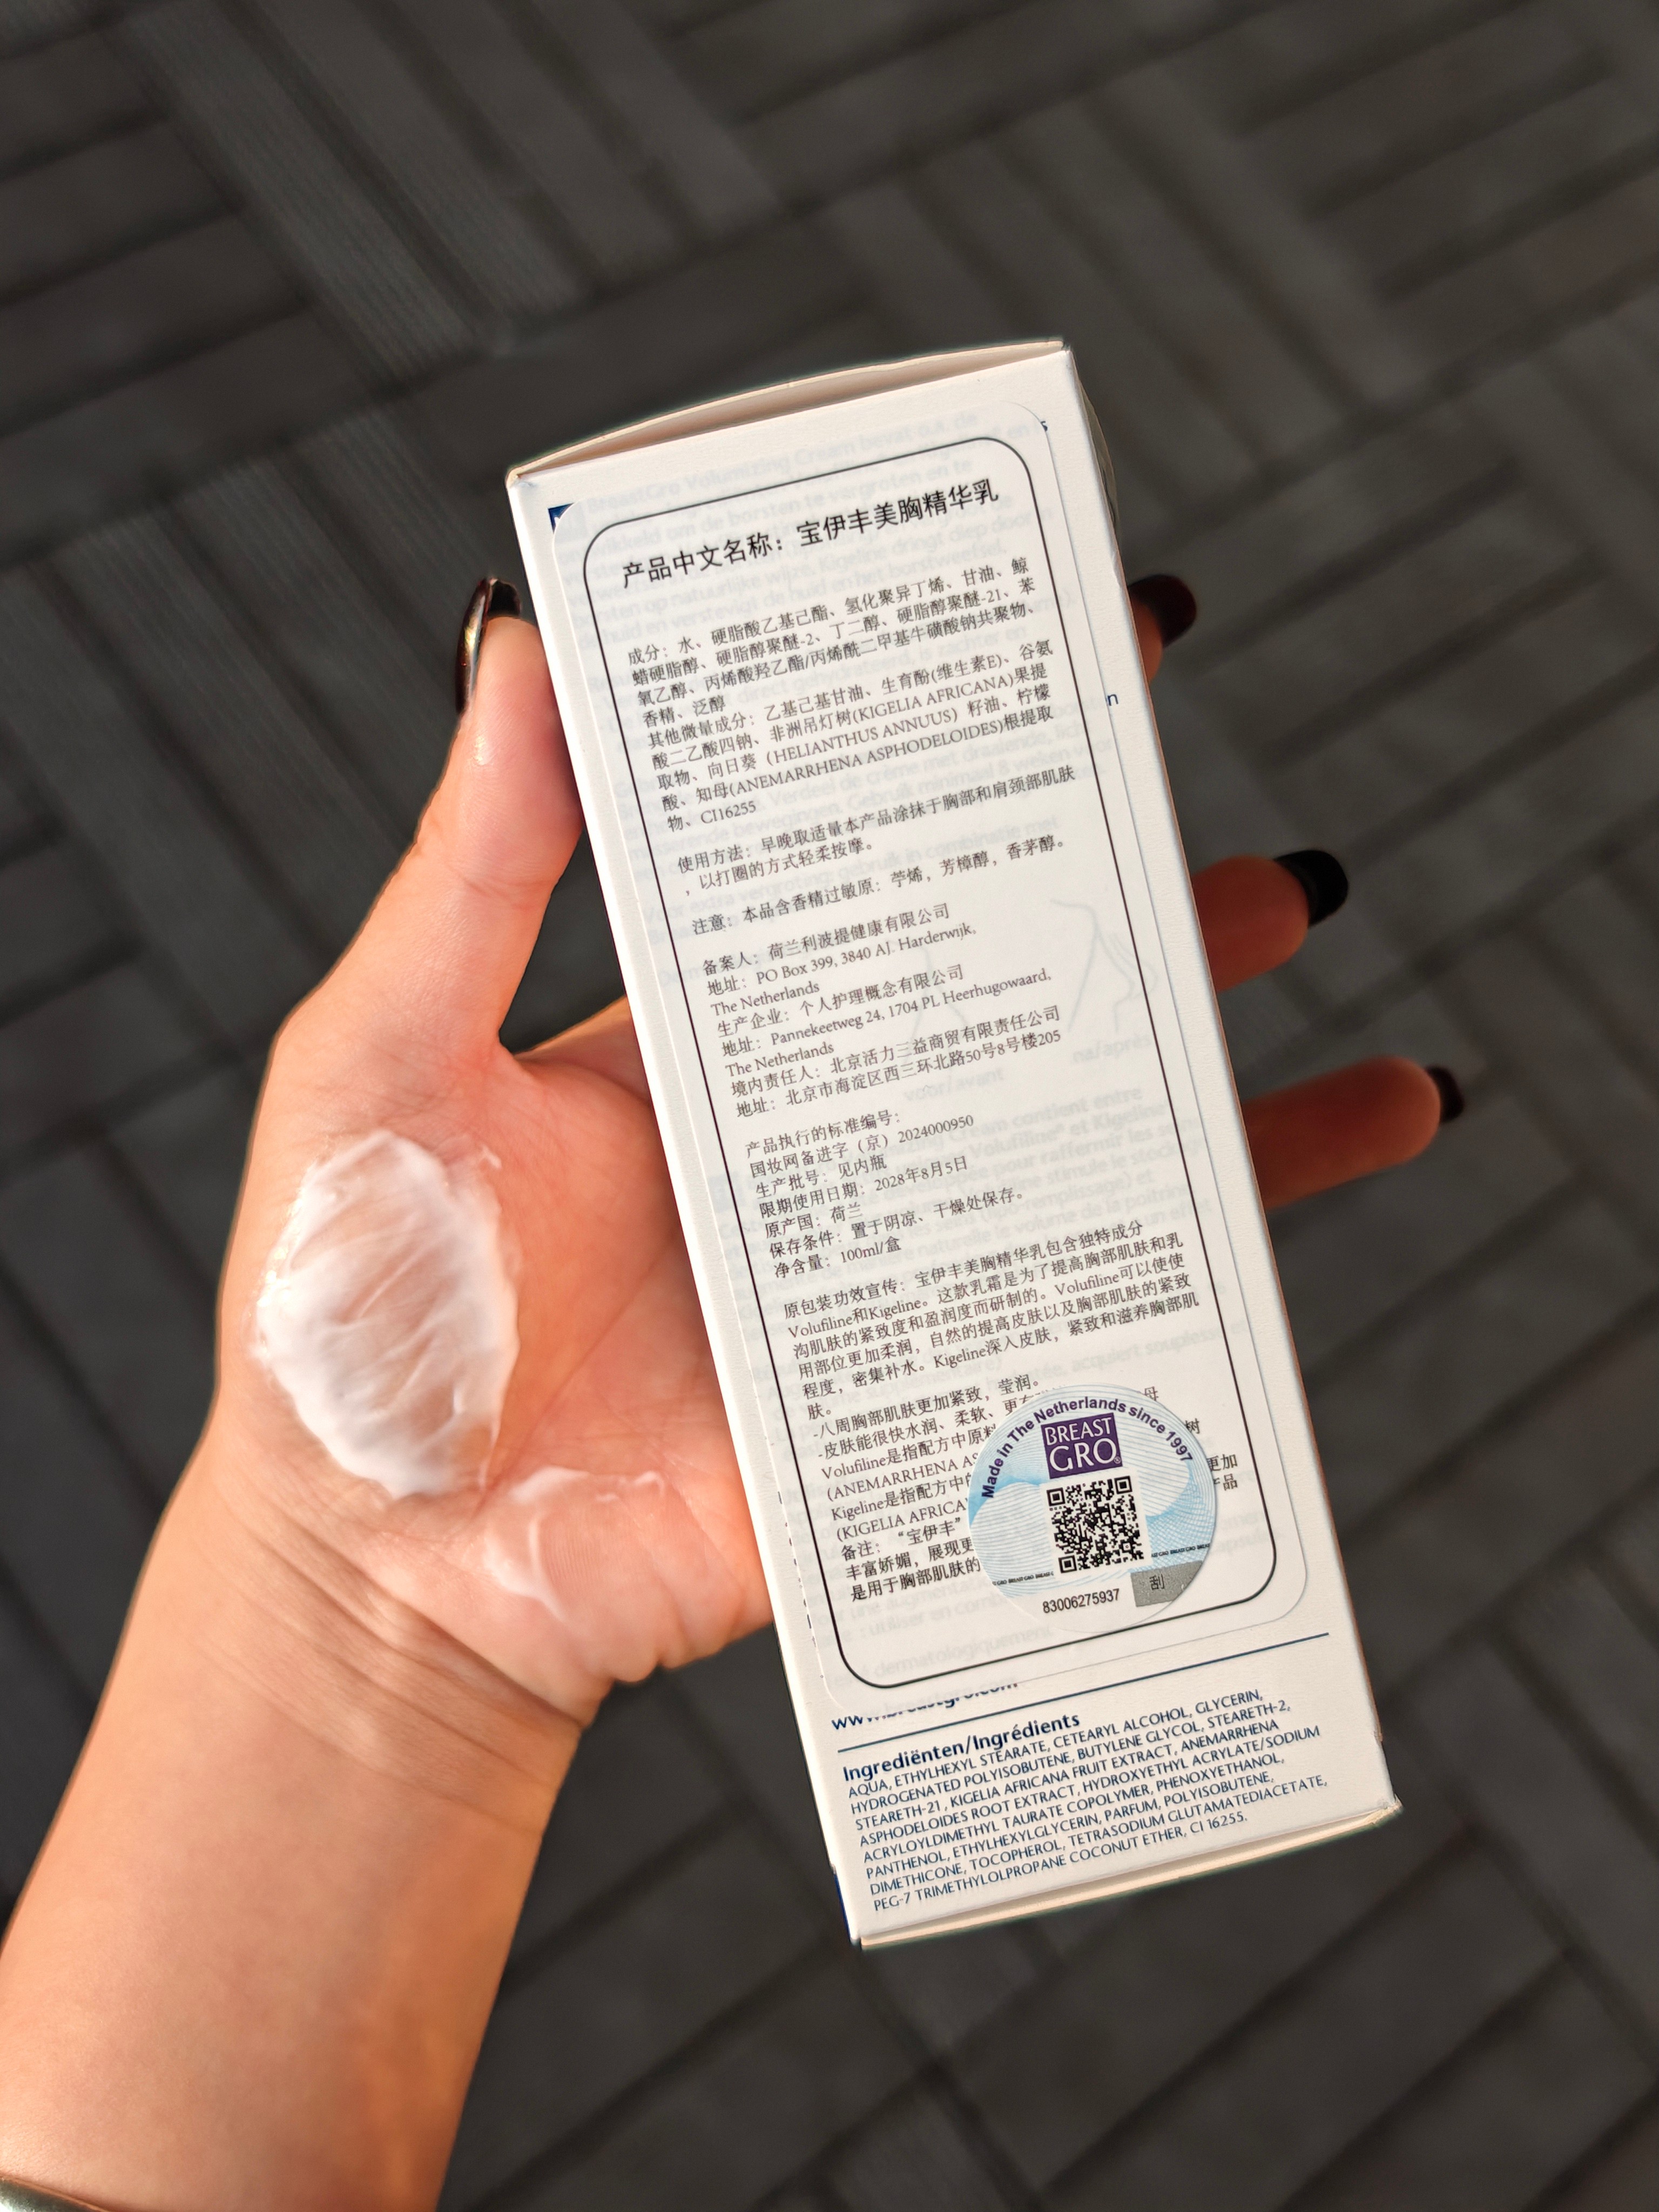 产品中文名称：宝伊丰美胸精华乳
成分：水、硬脂酸乙基己酯、氢化聚异丁烯、甘油、鲸
蜡硬脂醇、硬脂醇聚醚-2、丁二醇、硬脂醇聚醚-21、苯
氧乙醇、丙烯酸羟乙酯/丙烯酰二甲基牛磺酸钠共聚物、
香精、泛醇
其他微量成分：乙基己基甘油、生育酚(维生素E)、谷氨
酸二乙酸四钠、非洲吊灯树(KIGELIA AFRICANA)果提
取物、向日葵（HELIANTHUS ANNUUS）籽油、柠檬
酸、知母(ANEMARRHENA ASPHODELOIDES)根提取
物、CI16255
使用方法：早晚取适量本产品涂抹于胸部和肩颈部肌肤
，以打圈的方式轻柔按摩。
注意：本品含香精过敏原：苧烯，芳樟醇，香茅醇。
备案人：荷兰利波提健康有限公司
地址：PO Box 399, 3840 AJ. Harderwijk,
The Netherlands
生产企业：个人护理概念有限公司
地址：Pannekeetweg 24, 1704 PL Heerhugowaard,
The Netherlands
境内责任人：北京活力三益商贸有限责任公司
地址：北京市海淀区西三环北路50号8号楼205
产品执行的标准编号：
国妆网备进字（京）2024000950
生产批号：见内瓶
限期使用日期：2028年8月5日
原产国：荷兰
保存条件：置于阴凉、干燥处保存。
净含量：100ml/盒
原包装功效宣传：宝伊丰美胸精华乳包含独特成分
Volufiline和Kigeline。这款乳霜是为了提高胸部肌肤和乳
沟肌肤的紧致度和盈润度而研制的。Volufiline可以使使
用部位更加柔润，自然的提高皮肤以及胸部肌肤的紧致
程度，密集补水。Kigeline深入皮肤，紧致和滋养胸部肌
肤。
-八周胸部肌肤更加紧致，莹润。
-皮肤能很快水润、柔软、更有 母
Volufiline是指配方中原料 树
(ANEMARRHENA AS
Kigeline是指配方中的 更加
(KIGELIA AFRICA 产品
备注：“宝伊丰”
丰富娇媚，展现更
是用于胸部肌肤的
Made in The Netherlands since 1997
BREAST
GRO®
83006275937
刮
www.breastgro.com
Ingrediënten/Ingrédients
AQUA, ETHYLHEXYL STEARATE, CETEARYL ALCOHOL, GLYCERIN,
HYDROGENATED POLYISOBUTENE, BUTYLENE GLYCOL, STEARETH-2,
STEARETH-21 , KIGELIA AFRICANA FRUIT EXTRACT, ANEMARRHENA
ASPHODELOIDES ROOT EXTRACT, HYDROXYETHYL ACRYLATE/SODIUM
ACRYLOYLDIMETHYL TAURATE COPOLYMER, PHENOXYETHANOL,
PANTHENOL, ETHYLHEXYLGLYCERIN, PARFUM, POLYISOBUTENE,
DIMETHICONE, TOCOPHEROL, TETRASODIUM GLUTAMATEDIACETATE,
PEG-7 TRIMETHYLOLPROPANE COCONUT ETHER, CI 16255.